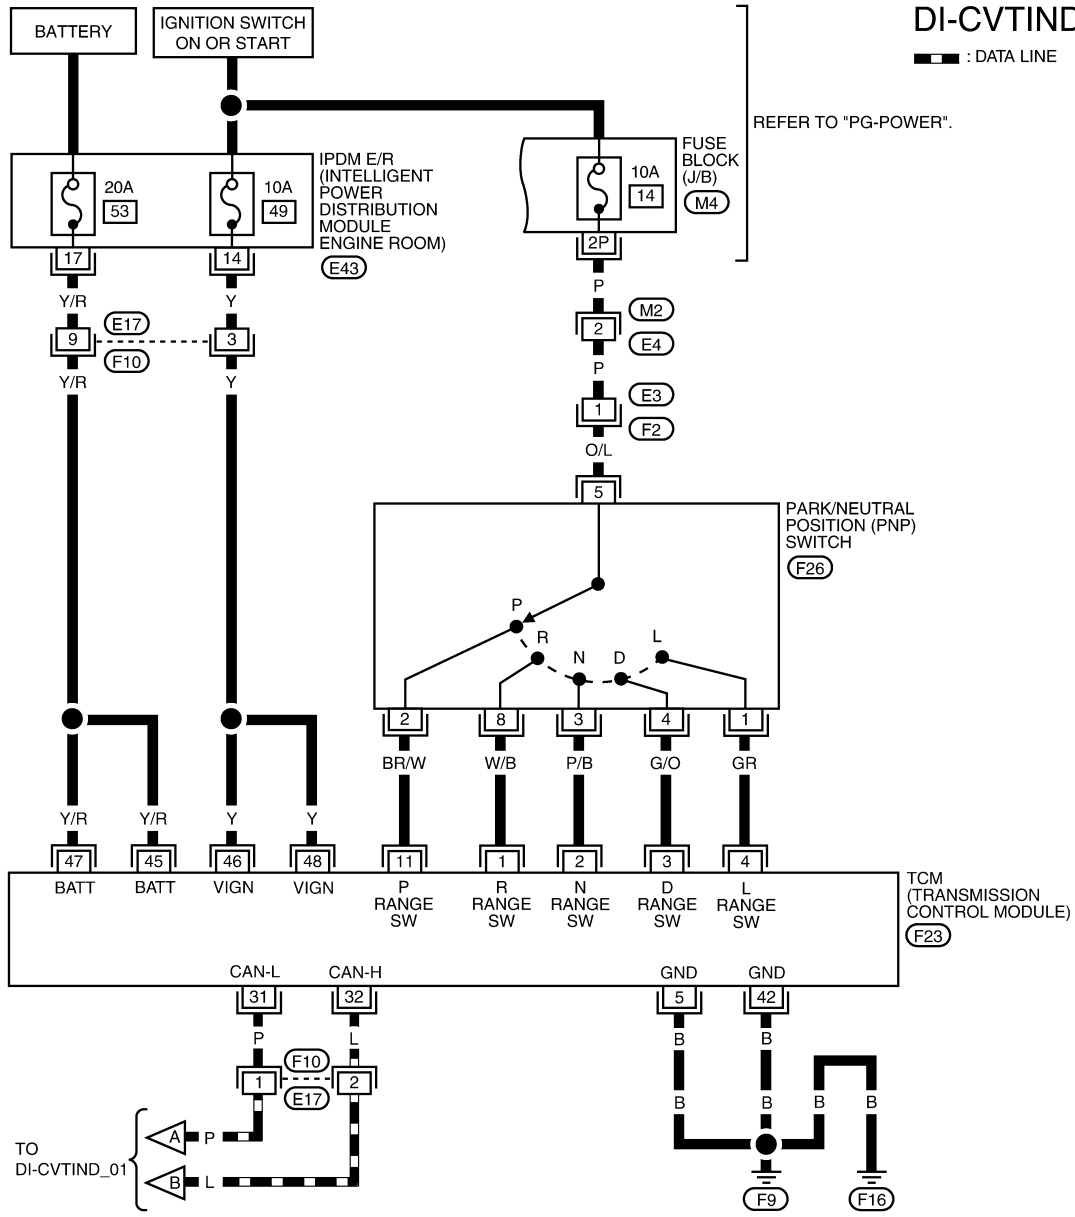 BATTERY
IGNITION SWITCH
ON OR START
DI-CVTIND
: DATA LINE
REFER TO "PG-POWER".
20A
53
10A
49
IPDM E/R
(INTELLIGENT
POWER
DISTRIBUTION
MODULE
ENGINE ROOM)
E43
10A
14
FUSE
BLOCK
(J/B)
M4
17
14
2P
Y/R
Y
P
9
E17
F10
3
2
M2
E4
Y/R
Y
P
1
E3
F2
O/L
5
PARK/NEUTRAL
POSITION (PNP)
SWITCH
F26
P
R
N
D
L
2
8
3
4
1
BR/W
W/B
P/B
G/O
GR
Y/R
Y/R
Y
Y
47
45
46
48
11
1
2
3
4
BATT
BATT
VIGN
VIGN
P
RANGE
SW
R
RANGE
SW
N
RANGE
SW
D
RANGE
SW
L
RANGE
SW
TCM
(TRANSMISSION
CONTROL MODULE)
F23
CAN-L
CAN-H
GND
GND
31
32
5
42
P
L
B
B
1
F10
E17
2
B
B
B
B
TO
DI-CVTIND_01
A
P
B
L
F9
F16